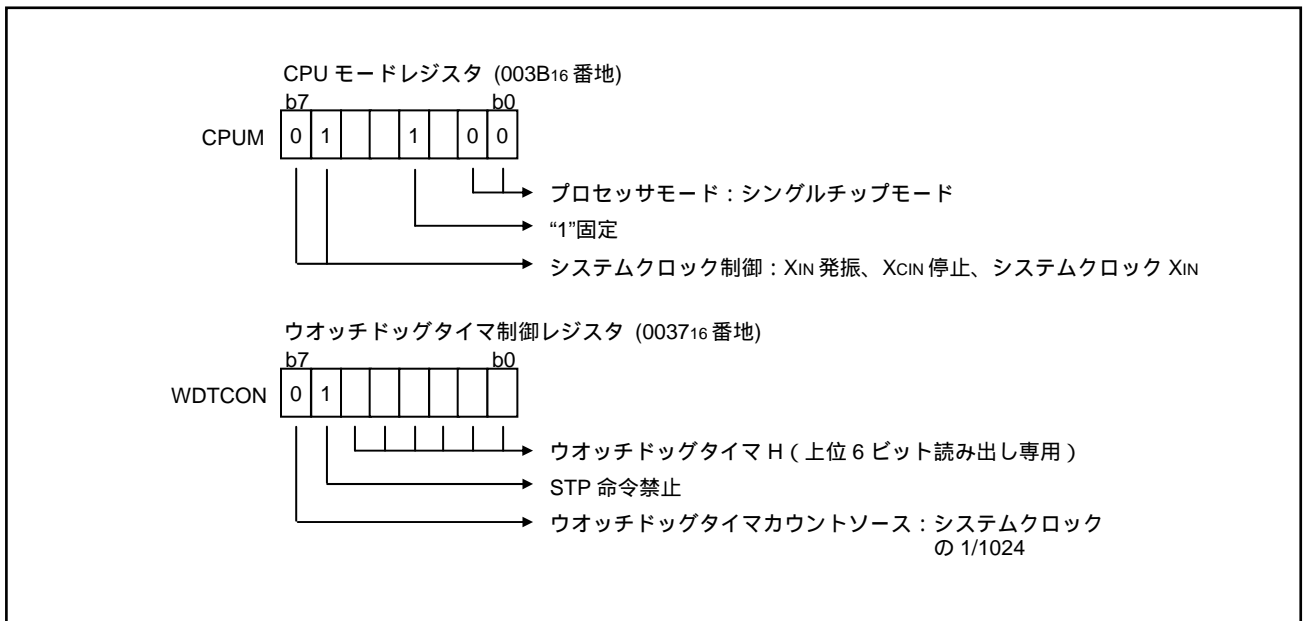 CPU モードレジスタ (003B16 番地)
b7 b0
CPUM 0 1 1 0 0
プロセッサモード：シングルチップモード
“1”固定
システムクロック制御：XIN 発振、XCIN 停止、システムクロック XIN
ウオッチドッグタイマ制御レジスタ (003716 番地)
b7 b0
WDTCON 0 1
ウオッチドッグタイマ H（上位 6 ビット読み出し専用）
STP 命令禁止
ウオッチドッグタイマカウントソース：システムクロック
の 1/1024